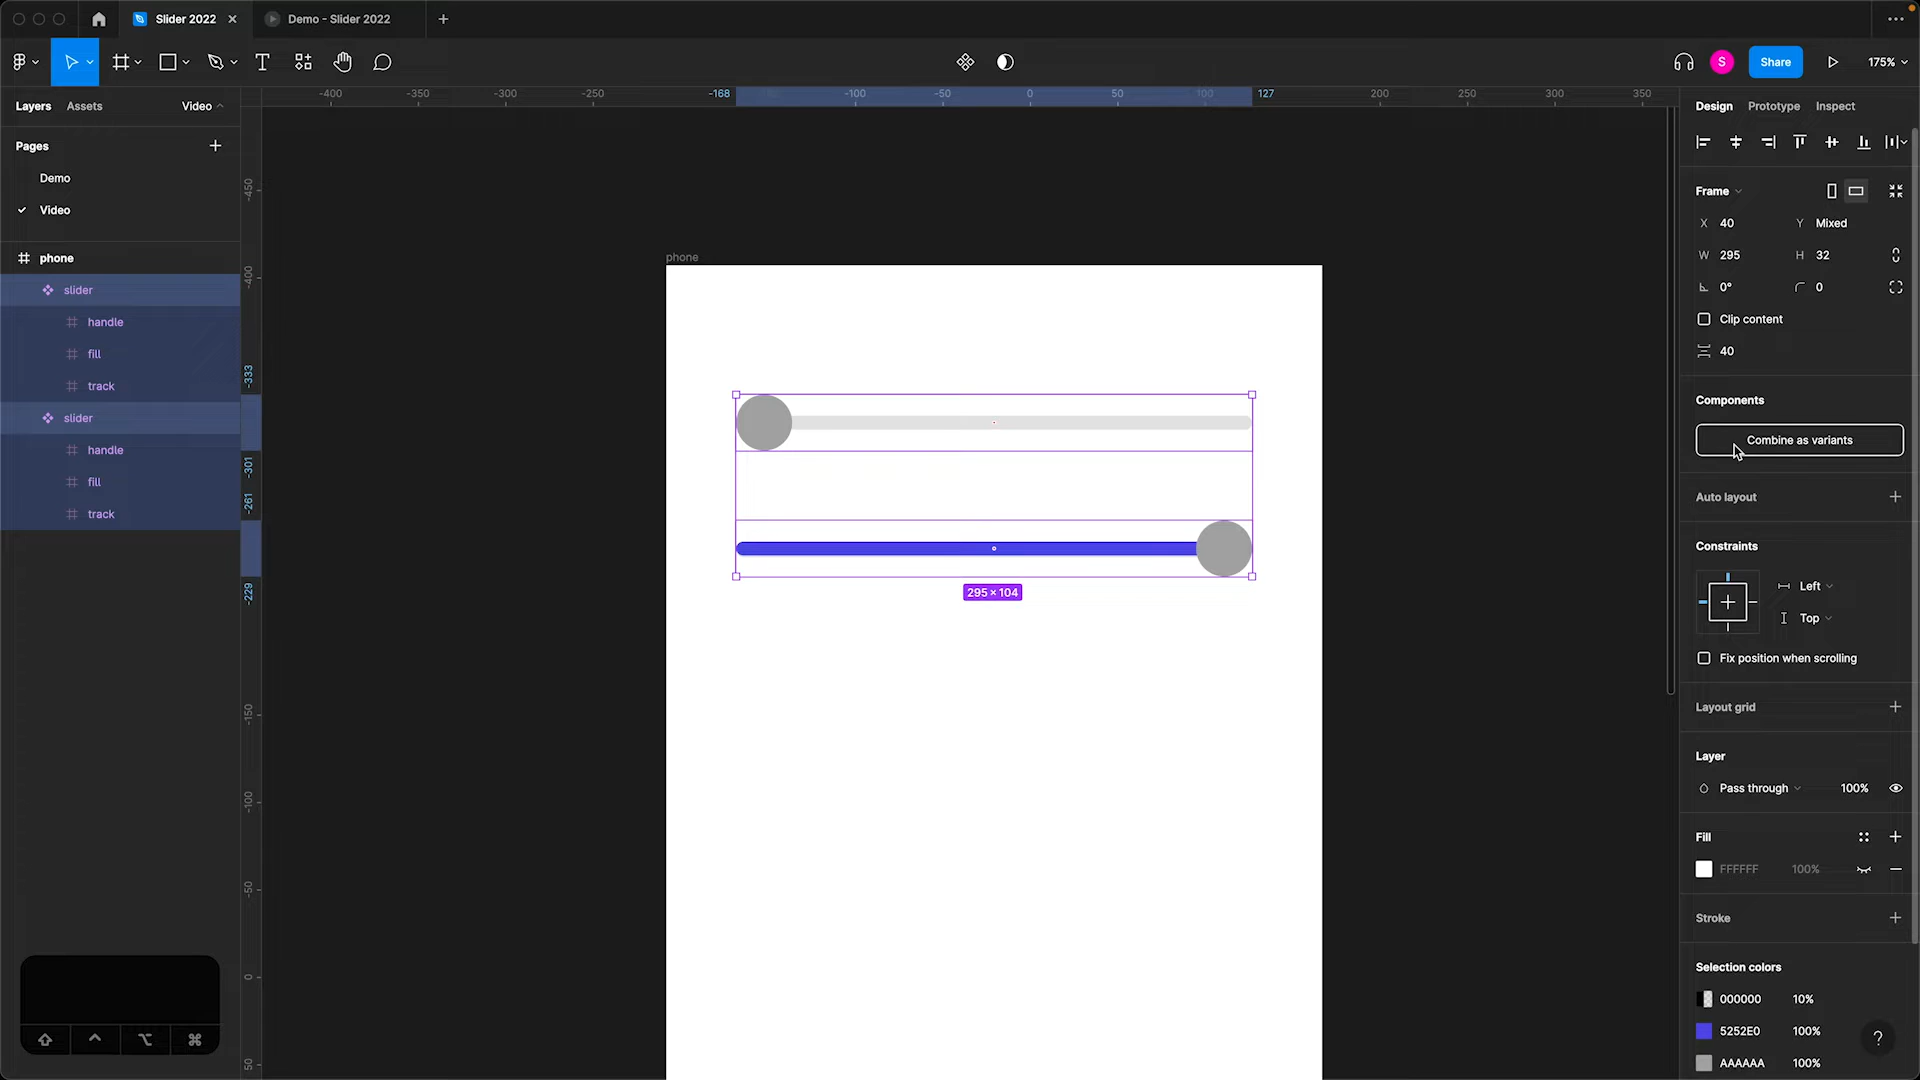 Slider 2022
Demo - Slider 2022
Share
175%
Layers
Assets
Video
-400
-350
-300
-250
-168
-100
-50
0
50
100
127
200
250
300
350
Design
Prototype
Inspect
Pages
Demo
Video
phone
slider
handle
fill
track
slider
handle
fill
track
-450
-400
-333
-301
-261
-229
-150
-100
-50
0
50
phone
295 × 104
S
Frame
X 40
Y Mixed
W 295
H 32
0°
0
Clip content
40
Components
Combine as variants
Auto layout
Constraints
Left
Top
Fix position when scrolling
Layout grid
Layer
Pass through
100%
Fill
FFFFFF
100%
Stroke
Selection colors
000000
10%
5252E0
100%
AAAAAA
100%
?